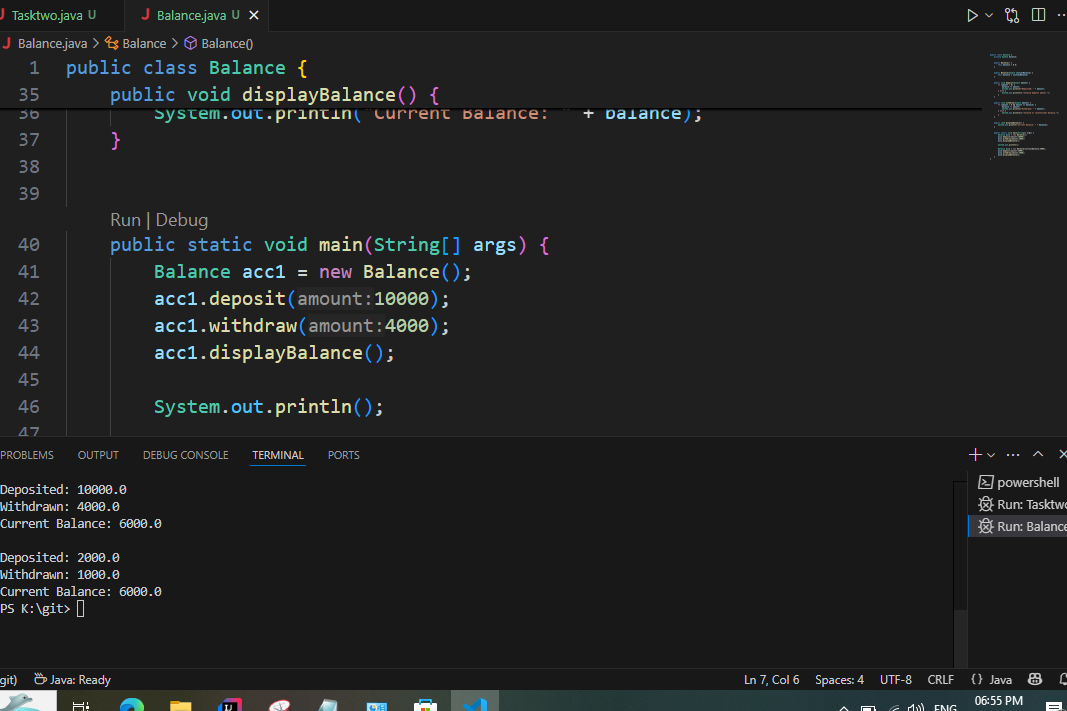 Tasktwo.java U
Balance.java U
Balance.java > Balance > Balance()
1 public class Balance {
35 public void displayBalance() {
36 System.out.println("Current Balance: " + balance);
37 }
38
39
Run | Debug
40 public static void main(String[] args) {
41 Balance acc1 = new Balance();
42 acc1.deposit(amount:10000);
43 acc1.withdraw(amount:4000);
44 acc1.displayBalance();
45
46 System.out.println();
47
PROBLEMS OUTPUT DEBUG CONSOLE TERMINAL PORTS
Deposited: 10000.0
Withdrawn: 4000.0
Current Balance: 6000.0
Deposited: 2000.0
Withdrawn: 1000.0
Current Balance: 6000.0
PS K:\git>
powershell
Run: Tasktwo
Run: Balance
git) Java: Ready Ln 7, Col 6 Spaces: 4 UTF-8 CRLF {} Java
ENG 06:55 PM